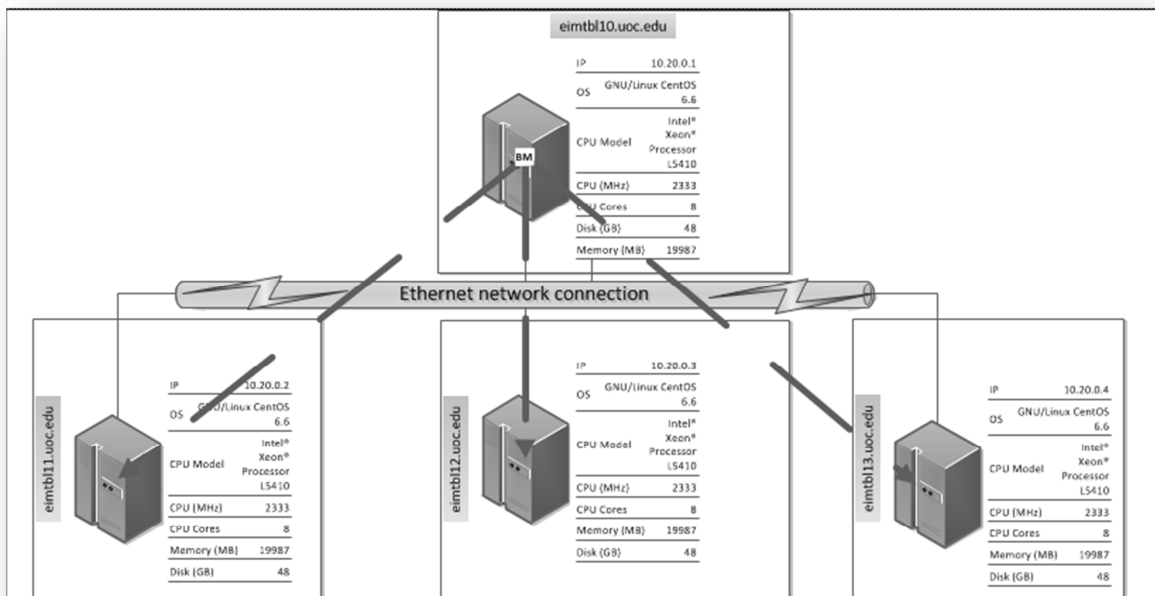 eimtbl10.uoc.edu
IP 10.20.0.1
OS GNU/Linux CentOS
6.6
CPU Model Intel®
Xeon®
Processor
L5410
CPU (MHz) 2333
CPU Cores 8
Disk (GB) 48
Memory (MB) 19987
BM
Ethernet network connection
eimtbl11.uoc.edu
IP 10.20.0.2
OS GNU/Linux CentOS
6.6
CPU Model Intel®
Xeon®
Processor
L5410
CPU (MHz) 2333
CPU Cores 8
Memory (MB) 19987
Disk (GB) 48
eimtbl12.uoc.edu
IP 10.20.0.3
OS GNU/Linux CentOS
6.6
CPU Model Intel®
Xeon®
Processor
L5410
CPU (MHz) 2333
CPU Cores 8
Memory (MB) 19987
Disk (GB) 48
eimtbl13.uoc.edu
IP 10.20.0.4
OS GNU/Linux CentOS
6.6
CPU Model Intel®
Xeon®
Processor
L5410
CPU (MHz) 2333
CPU Cores 8
Memory (MB) 19987
Disk (GB) 48